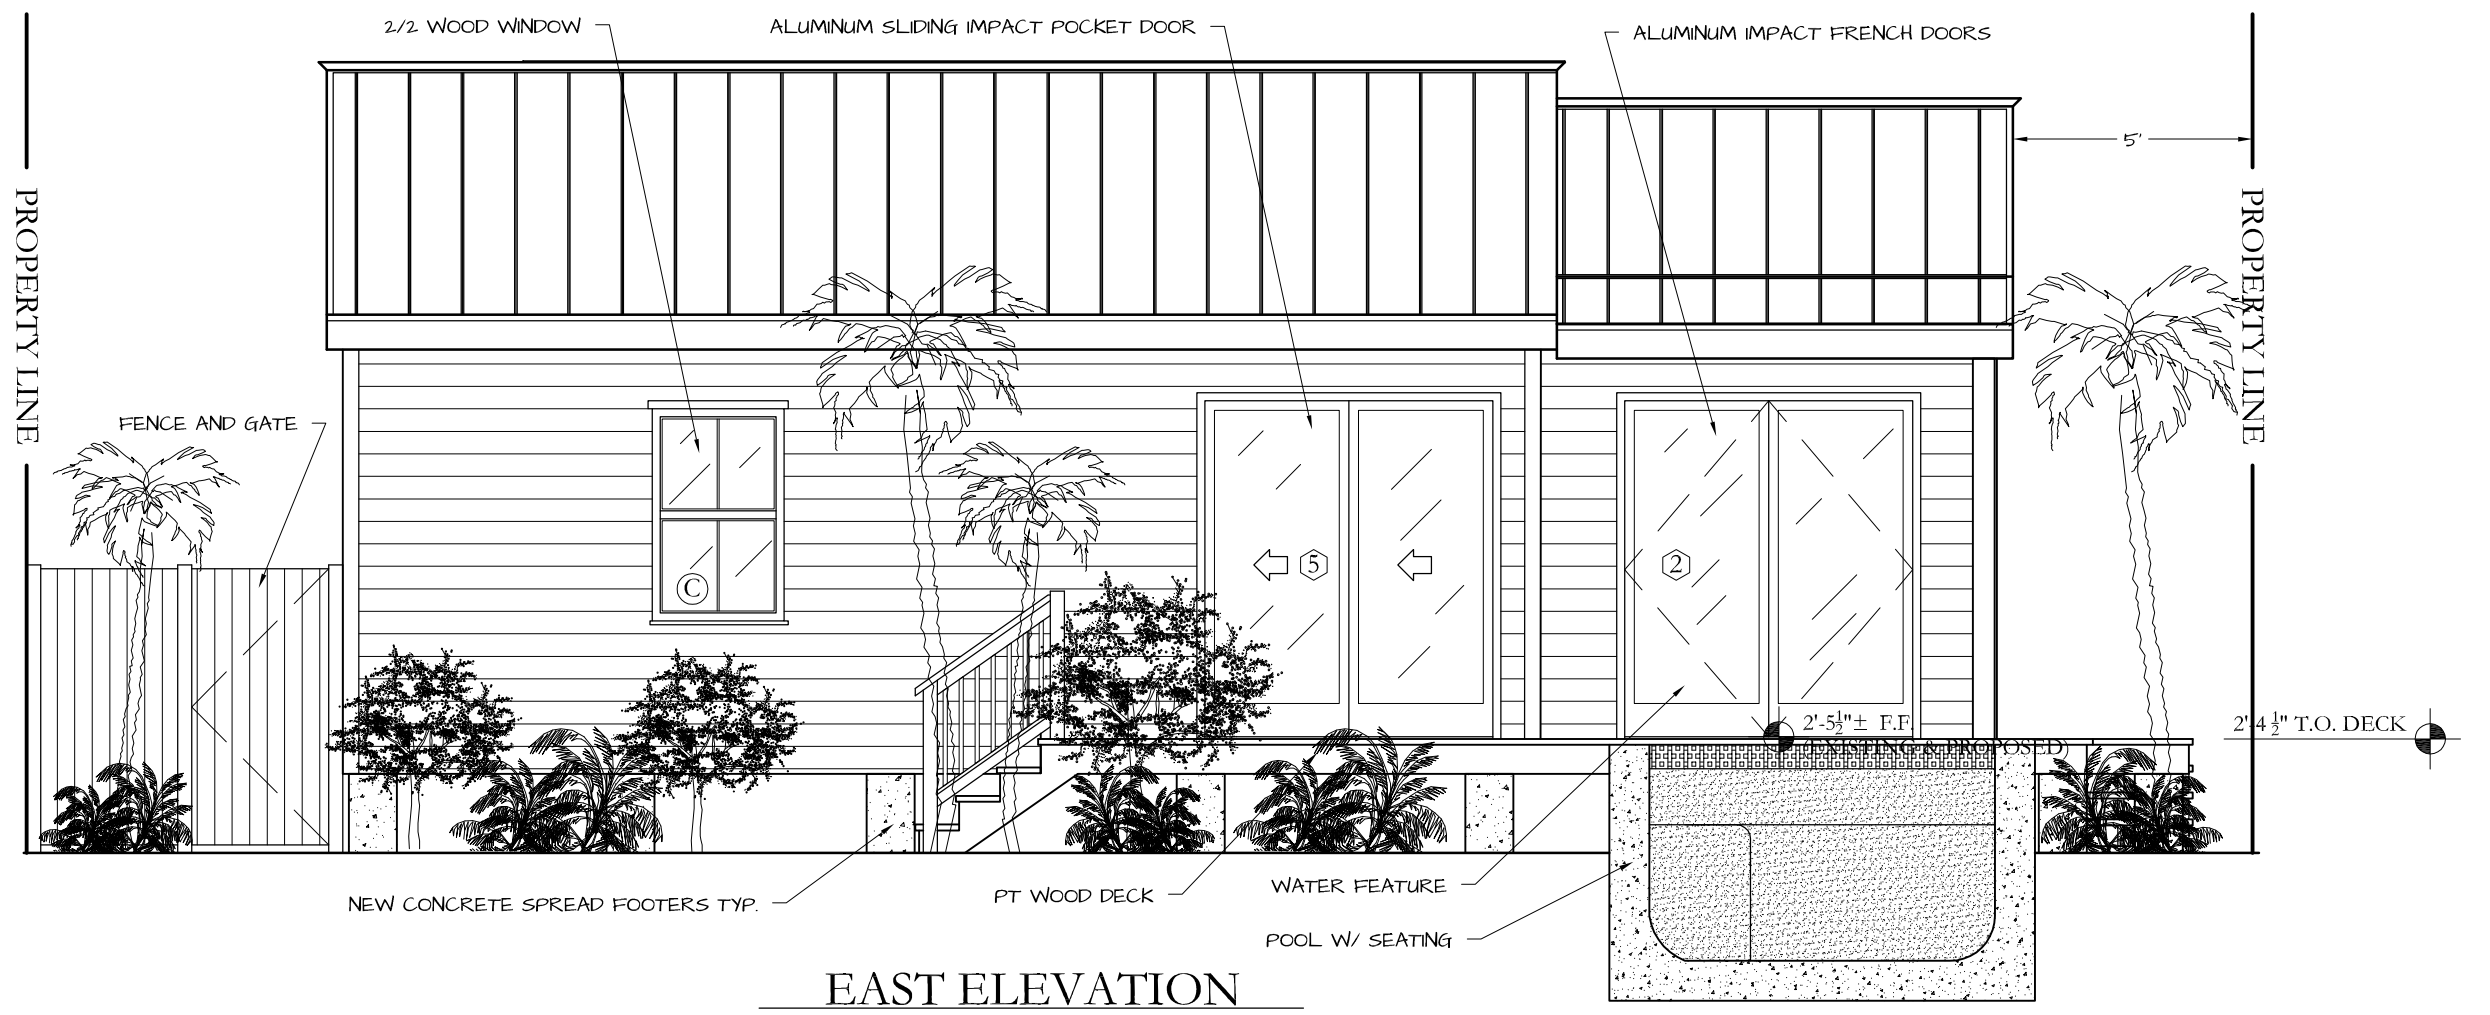 2/2 WOOD WINDOW
ALUMINUM SLIDING IMPACT POCKET DOOR
ALUMINUM IMPACT FRENCH DOORS
5'
PROPERTY LINE
PROPERTY LINE
FENCE AND GATE
C
5
2
2'-5½"± F.F.
(EXISTING & PROPOSED)
2'-4½" T.O. DECK
NEW CONCRETE SPREAD FOOTERS TYP.
PT WOOD DECK
WATER FEATURE
POOL W/ SEATING
EAST ELEVATION